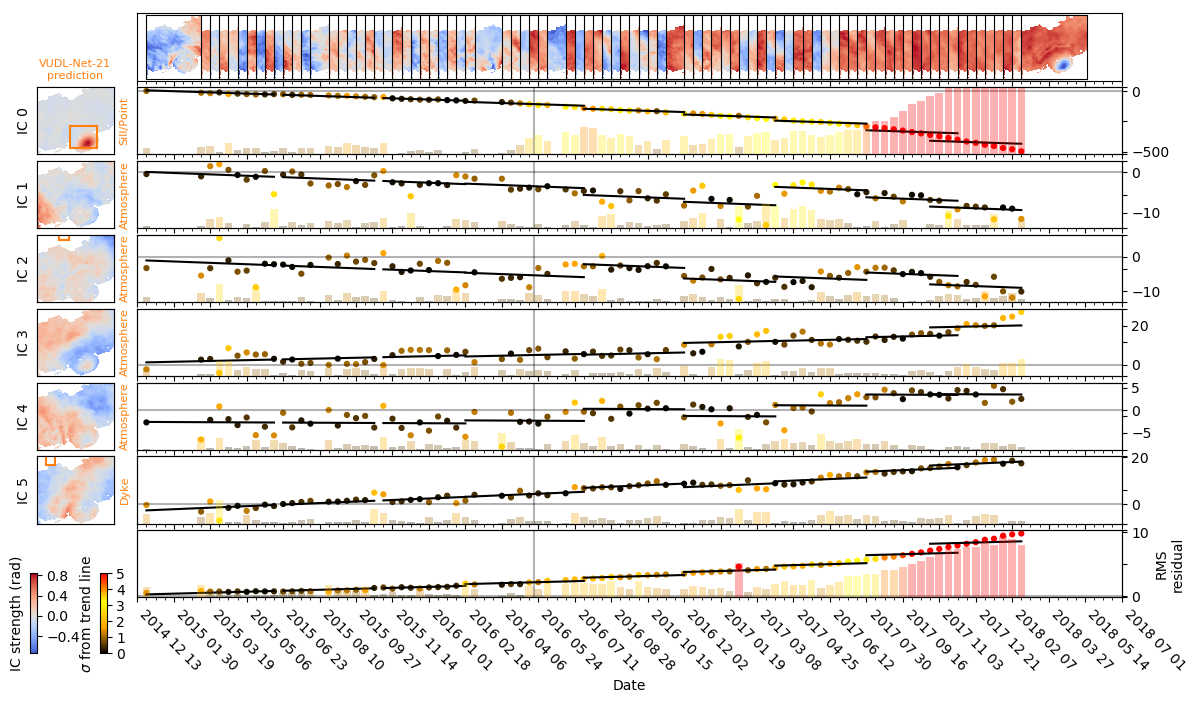 VUDL-Net-21
prediction
IC 0
Sill/Point
0
−500
IC 1
Atmosphere
0
−10
IC 2
Atmosphere
0
−10
IC 3
Atmosphere
20
0
IC 4
Atmosphere
5
0
−5
IC 5
Dyke
20
0
10
0
RMS
residual
IC strength (rad)
0.8
0.4
0.0
−0.4
σ from trend line
5
4
3
2
1
0
2014 12 13
2015 01 30
2015 03 19
2015 05 06
2015 06 23
2015 08 10
2015 09 27
2015 11 14
2016 01 01
2016 02 18
2016 04 06
2016 05 24
2016 07 11
2016 08 28
2016 10 15
2016 12 02
2017 01 19
2017 03 08
2017 04 25
2017 06 12
2017 07 30
2017 09 16
2017 11 03
2017 12 21
2018 02 07
2018 03 27
2018 05 14
2018 07 01
Date